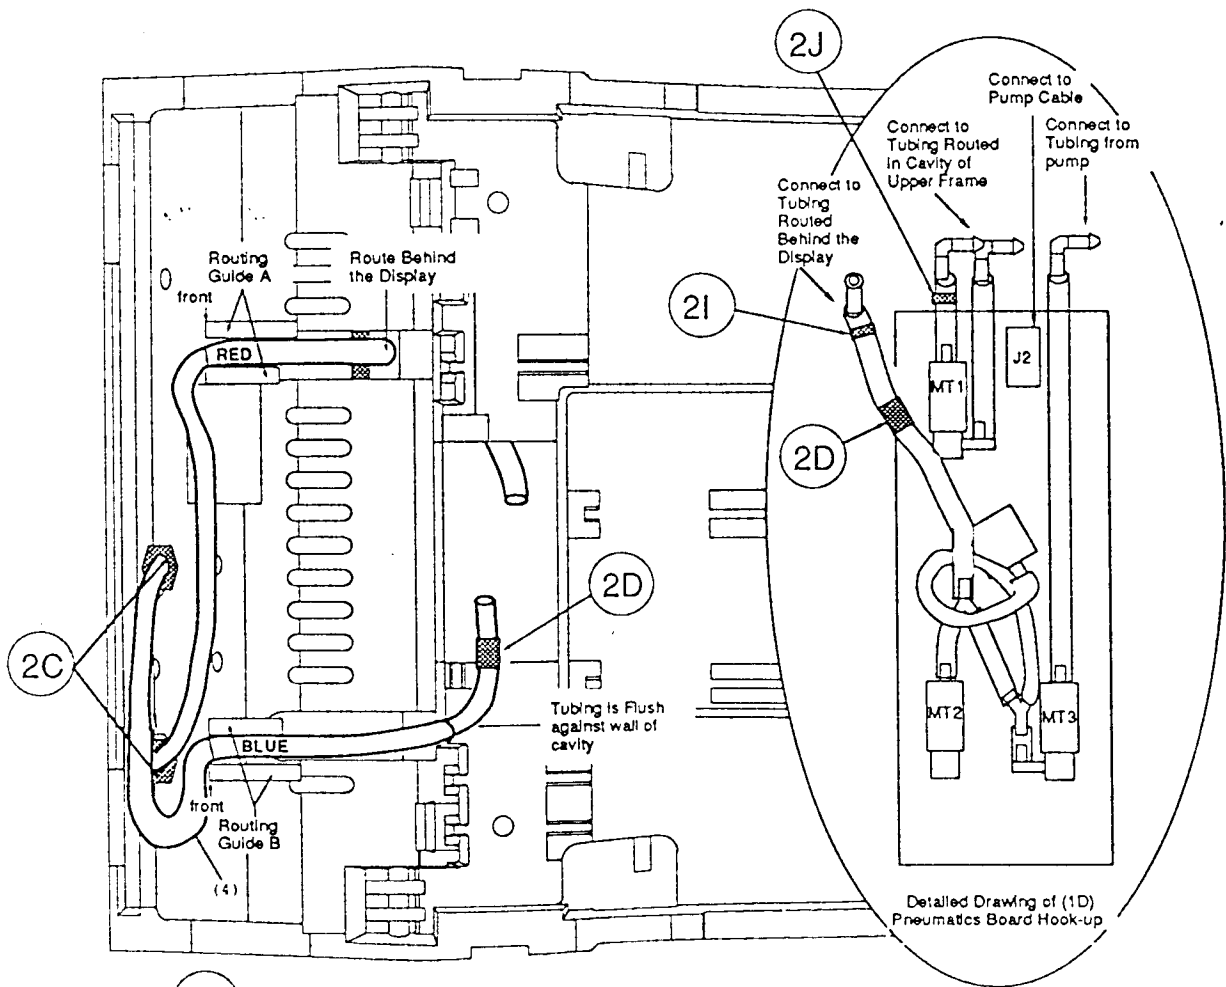 2J
Connect to
Pump Cable
Connect to
Tubing Routed
in Cavity of
Upper Frame
Connect to
Tubing from
pump
Connect to
Tubing
Routed
Behind the
Display
Routing
Guide A
front
Route Behind
the Display
RED
2I
2D
MT1
J2
2C
2D
Tubing is Flush
against wall of
cavity
BLUE
front
Routing
Guide B
(4)
MT2
MT3
Detailed Drawing of (1D)
Pneumatics Board Hook-up